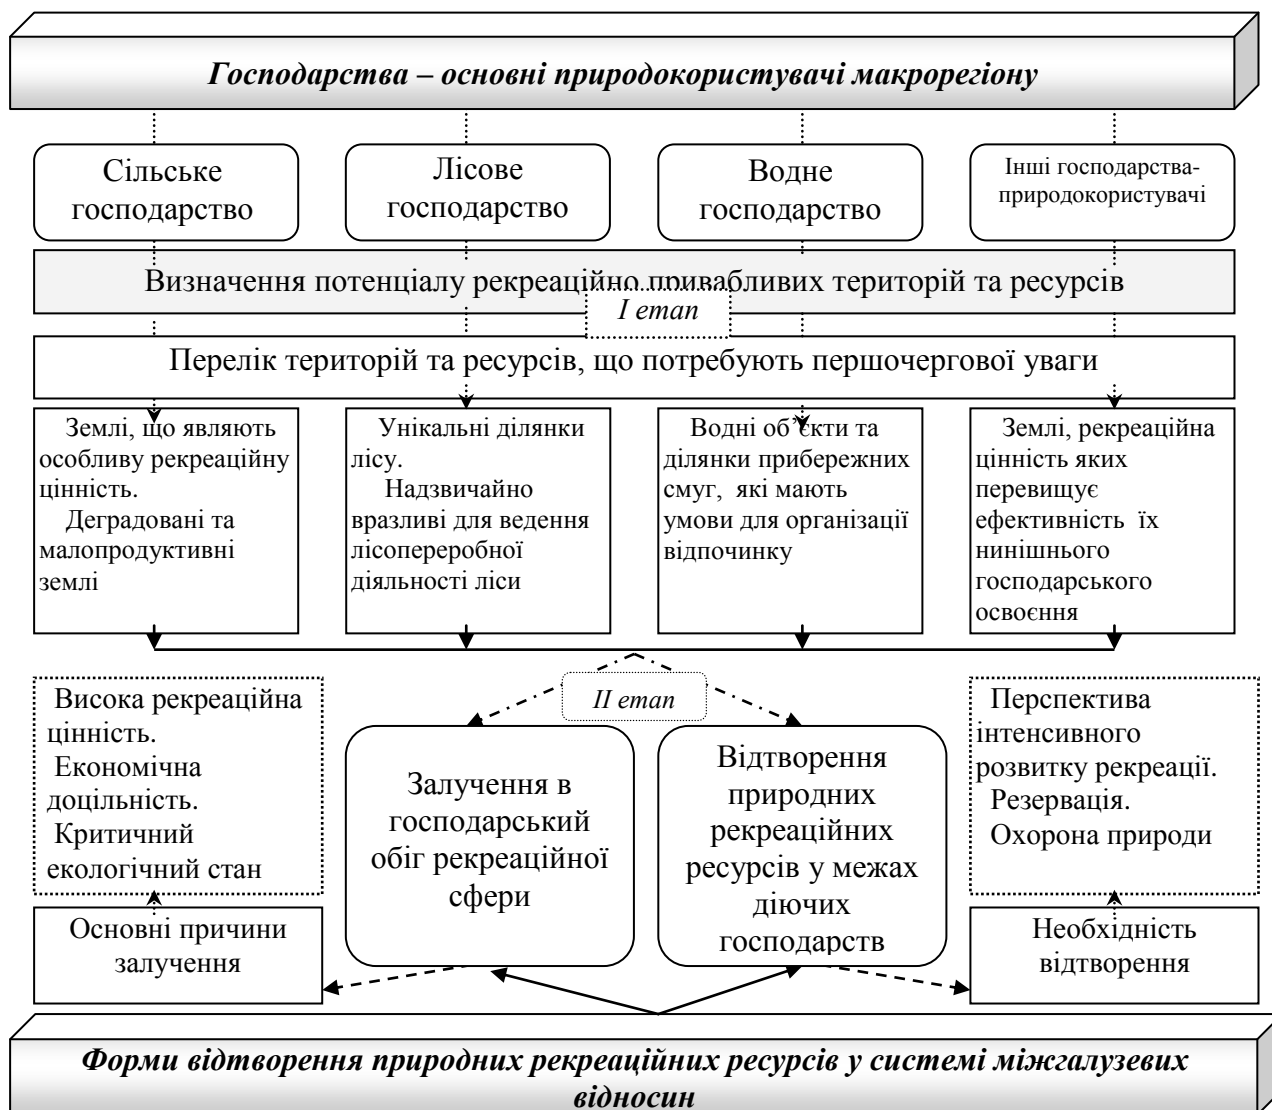 Господарства – основні природокористувачі макрорегіону
Сільське
господарство
Лісове
господарство
Водне
господарство
Інші господарства-
природокористувачі
Визначення потенціалу рекреаційно привабливих територій та ресурсів
І етап
Перелік територій та ресурсів, що потребують першочергової уваги
Землі, що являють
особливу рекреаційну
цінність.
Деградовані та
малопродуктивні
землі
Унікальні ділянки
лісу.
Надзвичайно
вразливі для ведення
лісопереробної
діяльності ліси
Водні об’єкти та
ділянки прибережних
смуг, які мають
умови для організації
відпочинку
Землі, рекреаційна
цінність яких
перевищує
ефективність їх
нинішнього
господарського
освоєння
ІІ етап
Висока рекреаційна
цінність.
Економічна
доцільність.
Критичний
екологічний стан
Залучення в
господарський
обіг рекреаційної
сфери
Відтворення
природних
рекреаційних
ресурсів у межах
діючих
господарств
Перспектива
інтенсивного
розвитку рекреації.
Резервація.
Охорона природи
Основні причини
залучення
Необхідність
відтворення
Форми відтворення природних рекреаційних ресурсів у системі міжгалузевих
відносин